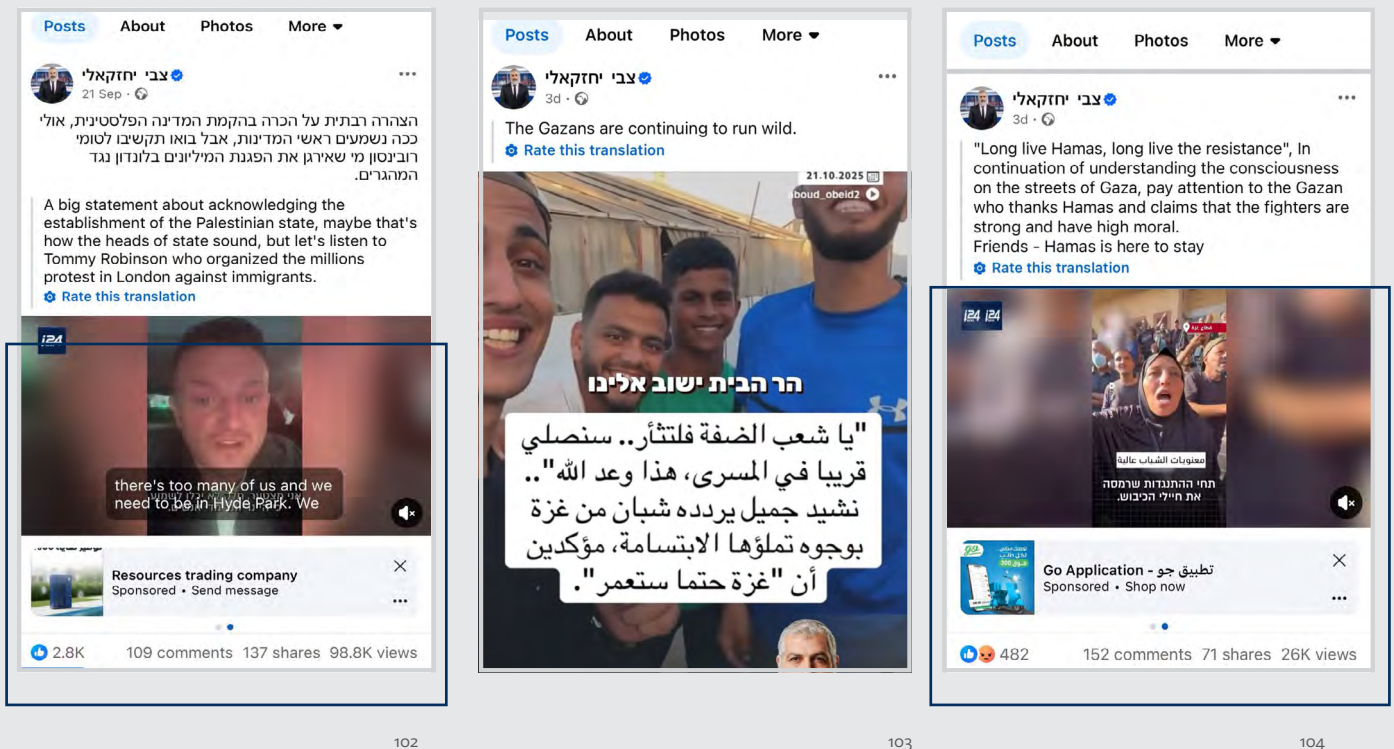 Posts About Photos More
צבי יחזקאלי
21 Sep
הצהרה רבתית על הכרה בהקמת המדינה הפלסטינית, אולי
ככה נשמעים ראשי המדינות, אבל בואו תקשיבו לטומי
רובינסון מי שאירגן את הפגנת המיליונים בלונדון נגד
המהגרים.
A big statement about acknowledging the
establishment of the Palestinian state, maybe that's
how the heads of state sound, but let's listen to
Tommy Robinson who organized the millions
protest in London against immigrants.
Rate this translation
i24
there's too many of us and we
need to be in Hyde Park. We
Resources trading company
Sponsored • Send message
2.8K 109 comments 137 shares 98.8K views
102
Posts About Photos More
צבי יחזקאלי
3d
The Gazans are continuing to run wild.
Rate this translation
21.10.2025
aboud_obeid2
הר הבית ישוב אלינו
"يا شعب الضفة فلتثأر.. سنصلي
قريبا في المسرى، هذا وعد الله"..
نشيد جميل يردده شبان من غزة
بوجوه تملؤها الابتسامة، مؤكدين
أن "غزة حتما ستعمر".
103
Posts About Photos More
צבי יחזקאלי
3d
"Long live Hamas, long live the resistance", In
continuation of understanding the consciousness
on the streets of Gaza, pay attention to the Gazan
who thanks Hamas and claims that the fighters are
strong and have high moral.
Friends - Hamas is here to stay
Rate this translation
i24 i24
قطاع غزة
معنويات الشباب عالية
תחי ההתנגדות שרמסה
את חיילי הכיבוש.
go
300
Go Application - تطبيق جو
Sponsored • Shop now
482 152 comments 71 shares 26K views
104